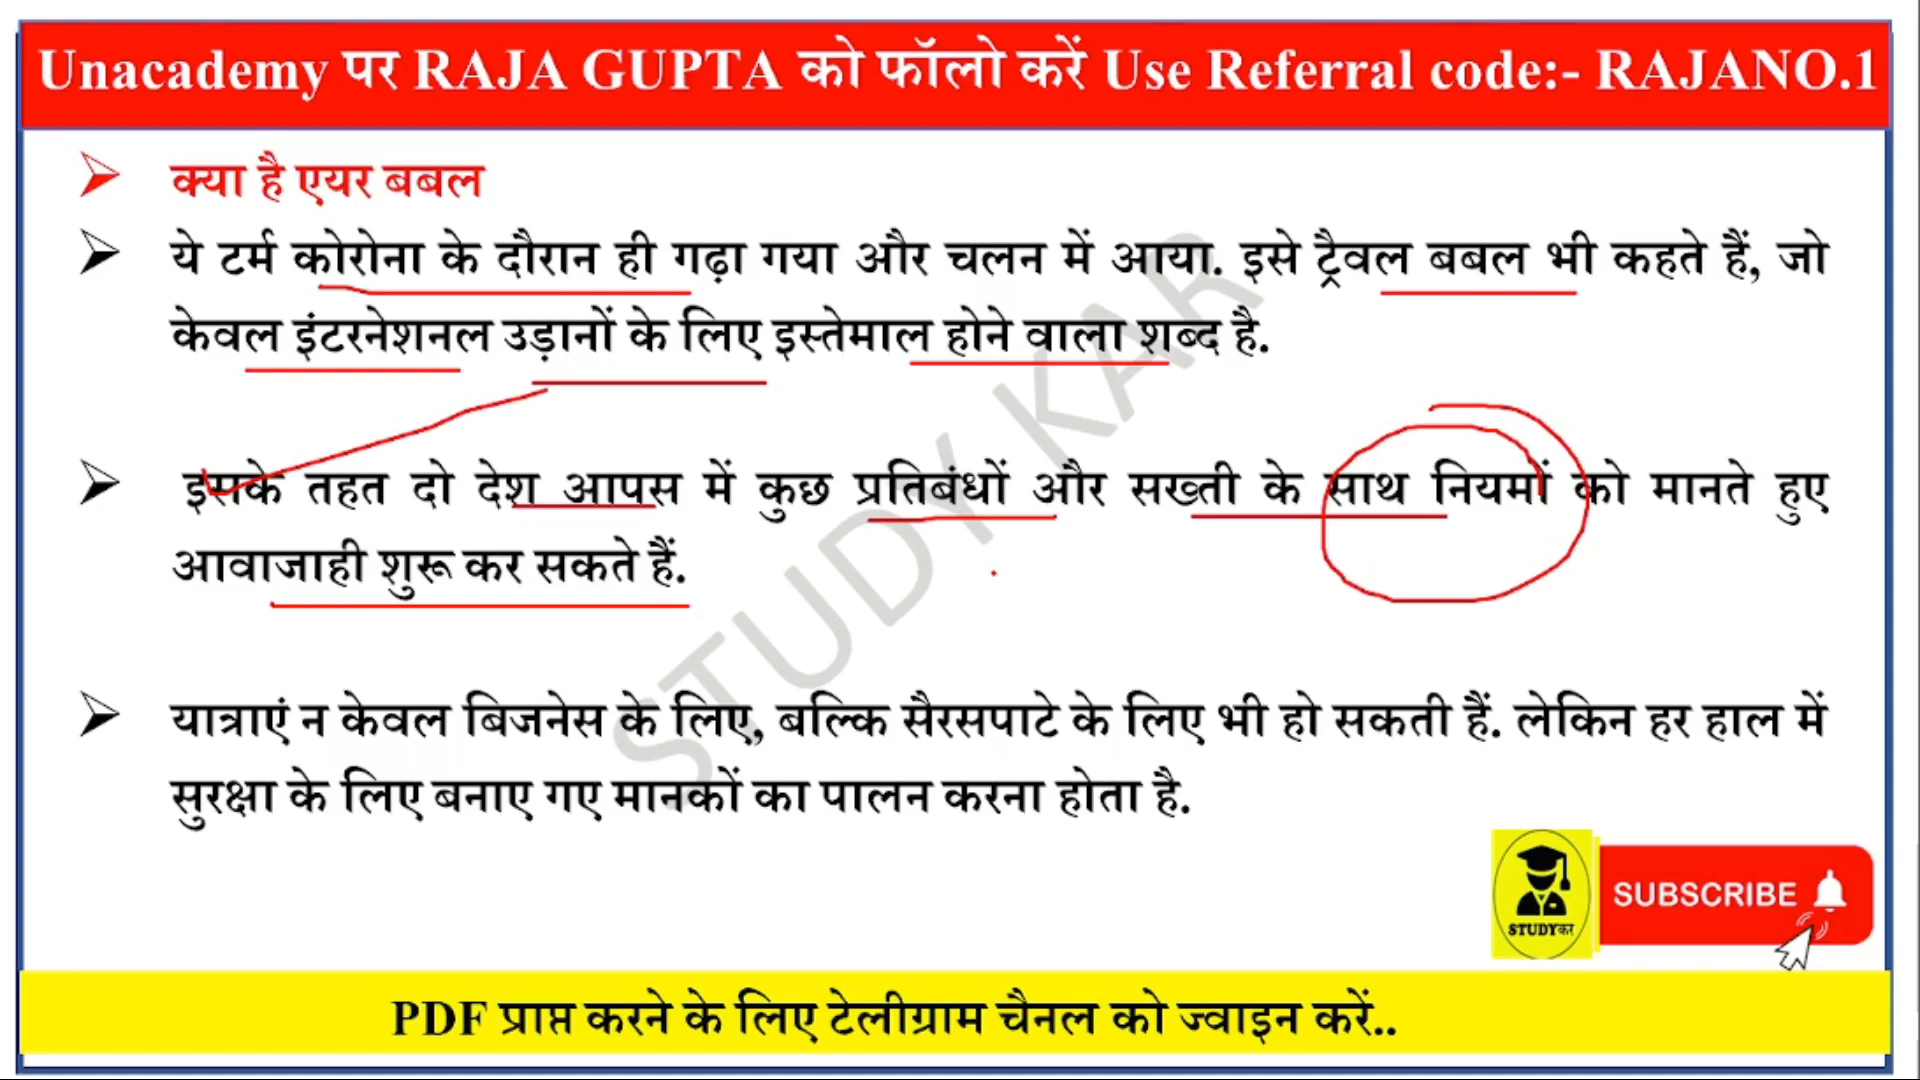 Unacademy पर RAJA GUPTA को फॉलो करें Use Referral code:- RAJANO.1
क्या है एयर बबल
ये टर्म कोरोना के दौरान ही गढ़ा गया और चलन में आया. इसे ट्रैवल बबल भी कहते हैं, जो
केवल इंटरनेशनल उड़ानों के लिए इस्तेमाल होने वाला शब्द है.
इसके तहत दो देश आपस में कुछ प्रतिबंधों और सख्ती के साथ नियमों को मानते हुए
आवाजाही शुरू कर सकते हैं.
यात्राएं न केवल बिजनेस के लिए, बल्कि सैरसपाटे के लिए भी हो सकती हैं. लेकिन हर हाल में
सुरक्षा के लिए बनाए गए मानकों का पालन करना होता है.
STUDY KAR
STUDYकर
SUBSCRIBE
PDF प्राप्त करने के लिए टेलीग्राम चैनल को ज्वाइन करें..